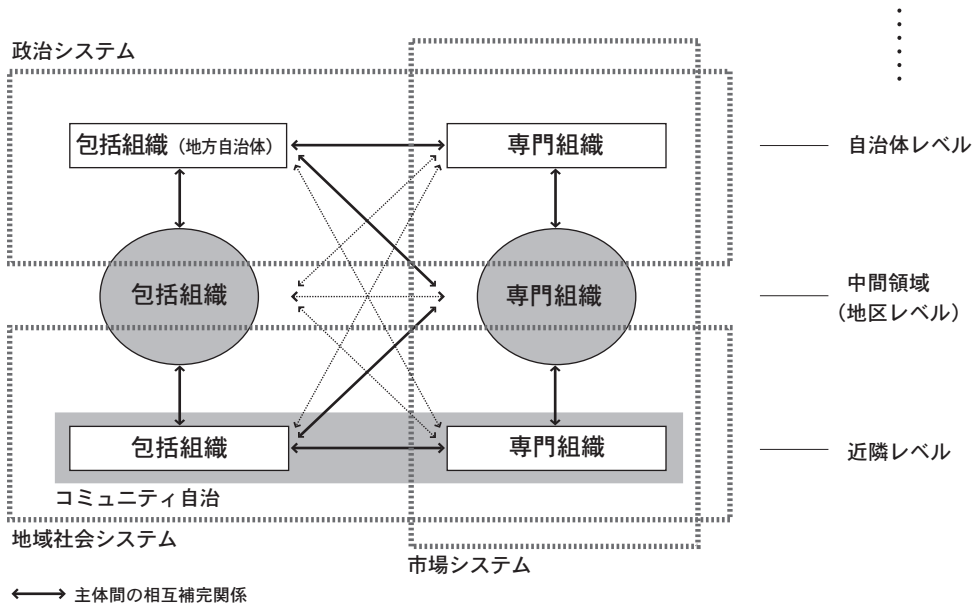 政治システム
包括組織（地方自治体）
専門組織
自治体レベル
包括組織
専門組織
中間領域
（地区レベル）
包括組織
専門組織
近隣レベル
コミュニティ自治
地域社会システム
市場システム
主体間の相互補完関係